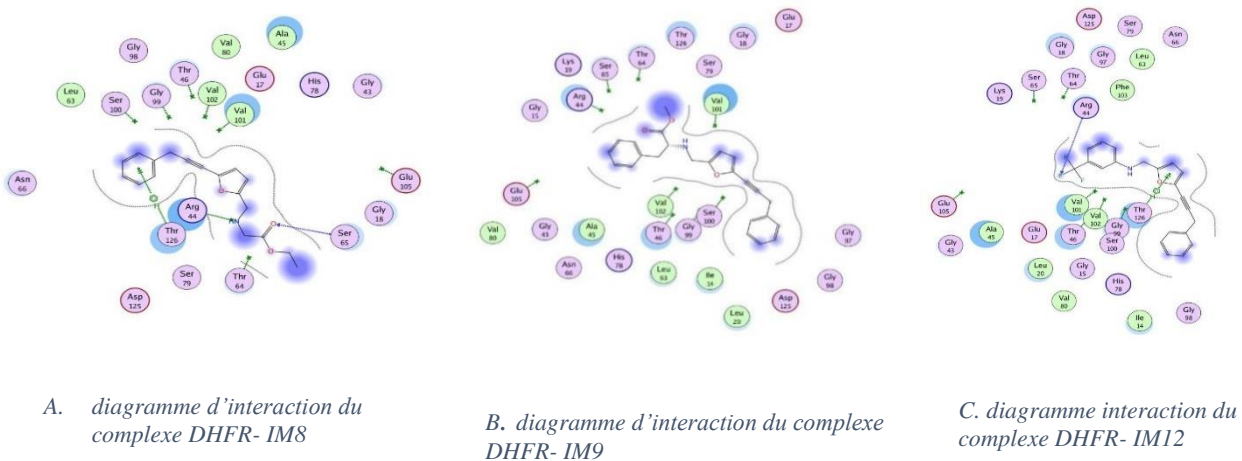 Gly 98
Val 80
Ala 45
Thr 46
Glu 17
His 78
Gly 43
Leu 63
Ser 100
Gly 99
Val 102
Val 101
Asn 66
Glu 105
Arg 44
Gly 18
Thr 126
Ser 65
Ser 79
Thr 64
Asp 125
Glu 17
Thr 126
Gly 18
Lys 19
Ser 65
Thr 64
Ser 79
Arg 44
Val 101
Gly 15
Glu 105
Val 102
Ser 100
Val 80
Gly 43
Ala 45
Thr 46
Gly 99
Gly 97
Asn 66
His 78
Leu 63
Ile 14
Gly 98
Asp 125
Leu 20
Asp 125
Ser 79
Asn 66
Gly 18
Gly 97
Leu 63
Ser 65
Thr 64
Lys 19
Phe 103
Arg 44
Glu 105
Val 101
Val 102
Thr 126
Ala 45
Glu 17
Thr 46
Gly 99
Gly 43
Ser 100
Leu 20
Gly 15
His 78
Val 80
Ile 14
Gly 98
A. diagramme d’interaction du
complexe DHFR- IM8
B. diagramme d’interaction du complexe
DHFR- IM9
C. diagramme interaction du
complexe DHFR- IM12